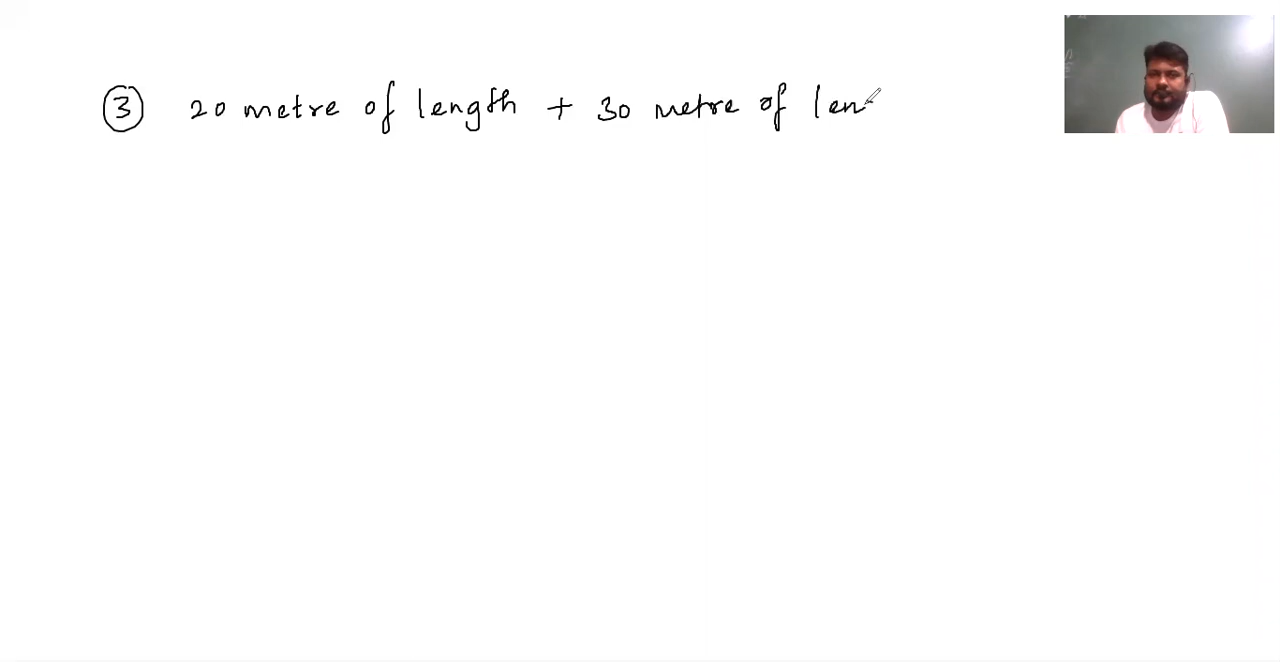 ③ 20 metre of length + 30 metre of len